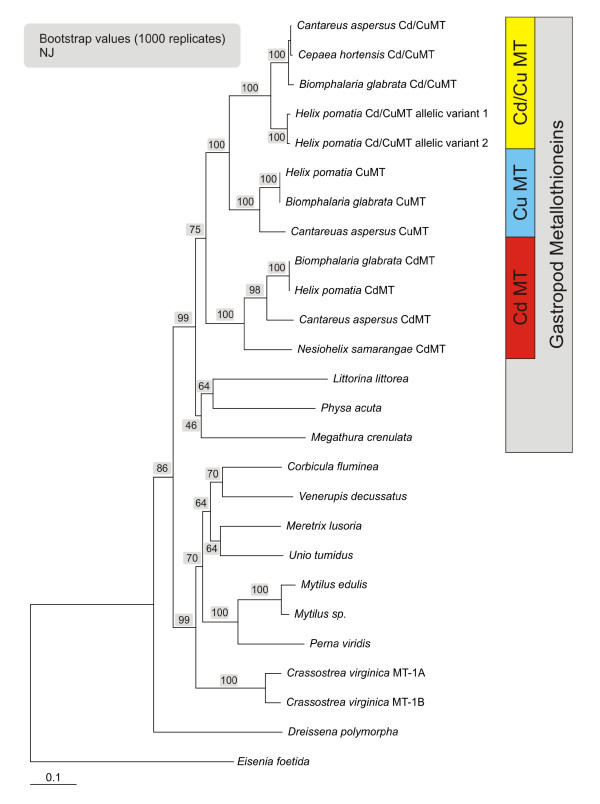 Bootstrap values (1000 replicates)
NJ
Cantareus aspersus Cd/CuMT
Cepaea hortensis Cd/CuMT
100
Biomphalaria glabrata Cd/CuMT
100
Helix pomatia Cd/CuMT allelic variant 1
100
Helix pomatia Cd/CuMT allelic variant 2
100
Helix pomatia CuMT
100
Biomphalaria glabrata CuMT
100
Cantareuas aspersus CuMT
75
Biomphalaria glabrata CdMT
100
Helix pomatia CdMT
98
Cantareus aspersus CdMT
100
Nesiohelix samarangae CdMT
99
Littorina littorea
64
Physa acuta
46
Megathura crenulata
86
Corbicula fluminea
70
Venerupis decussatus
64
Meretrix lusoria
64
Unio tumidus
70
Mytilus edulis
100
Mytilus sp.
100
99
Perna viridis
Crassostrea virginica MT-1A
100
Crassostrea virginica MT-1B
Dreissena polymorpha
Eisenia foetida
0.1
Cd/Cu MT
Cu MT
Cd MT
Gastropod Metallothioneins